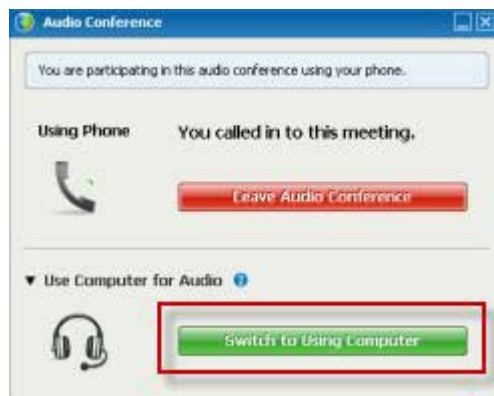 Audio Conference
You are participating in this audio conference using your phone.
Using Phone
You called in to this meeting.
Leave Audio Conference
Use Computer for Audio
Switch to Using Computer